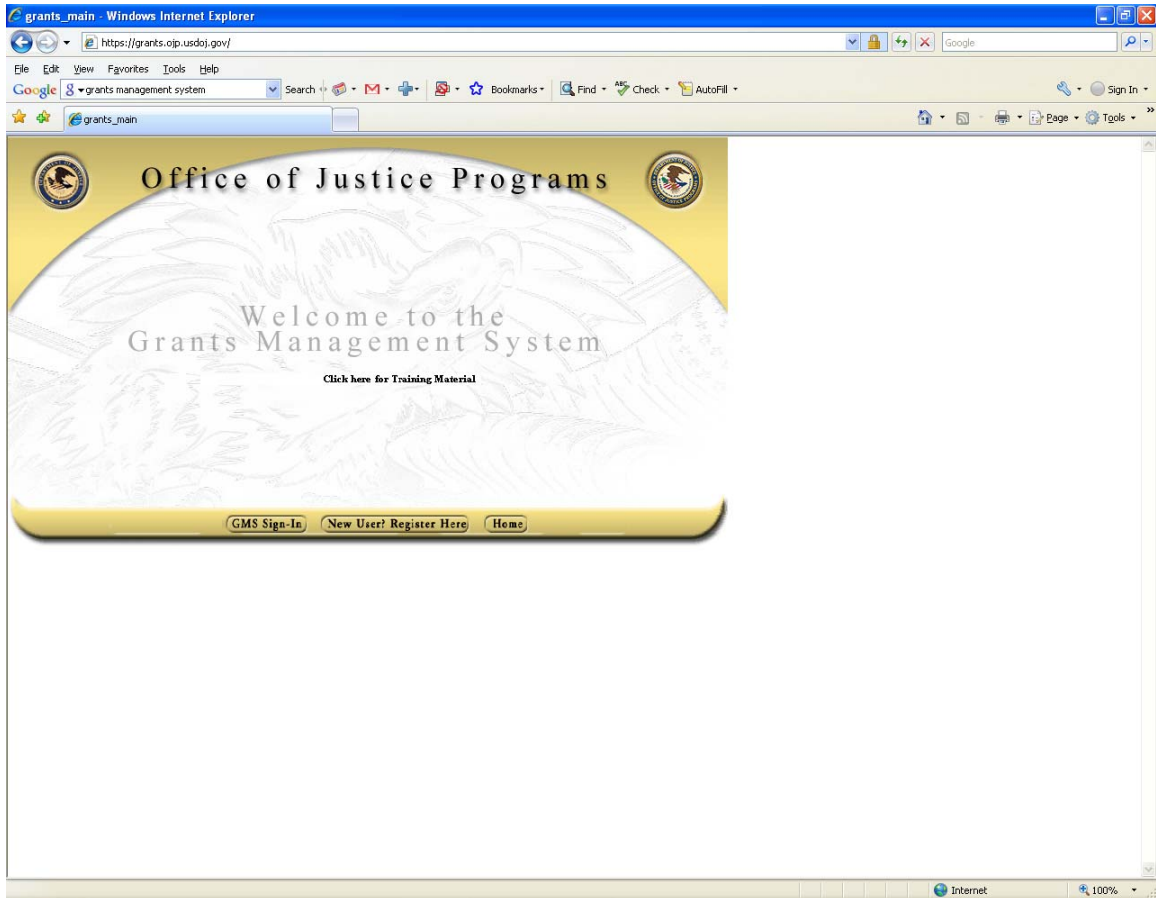 grants_main - Windows Internet Explorer
https://grants.ojp.usdoj.gov/
Google
File Edit View Favorites Tools Help
Google grants management system Search Bookmarks Find Check AutoFill Sign In
grants_main Page Tools
Office of Justice Programs
Welcome to the
Grants Management System
Click here for Training Material
GMS Sign-In New User? Register Here Home
Internet 100%